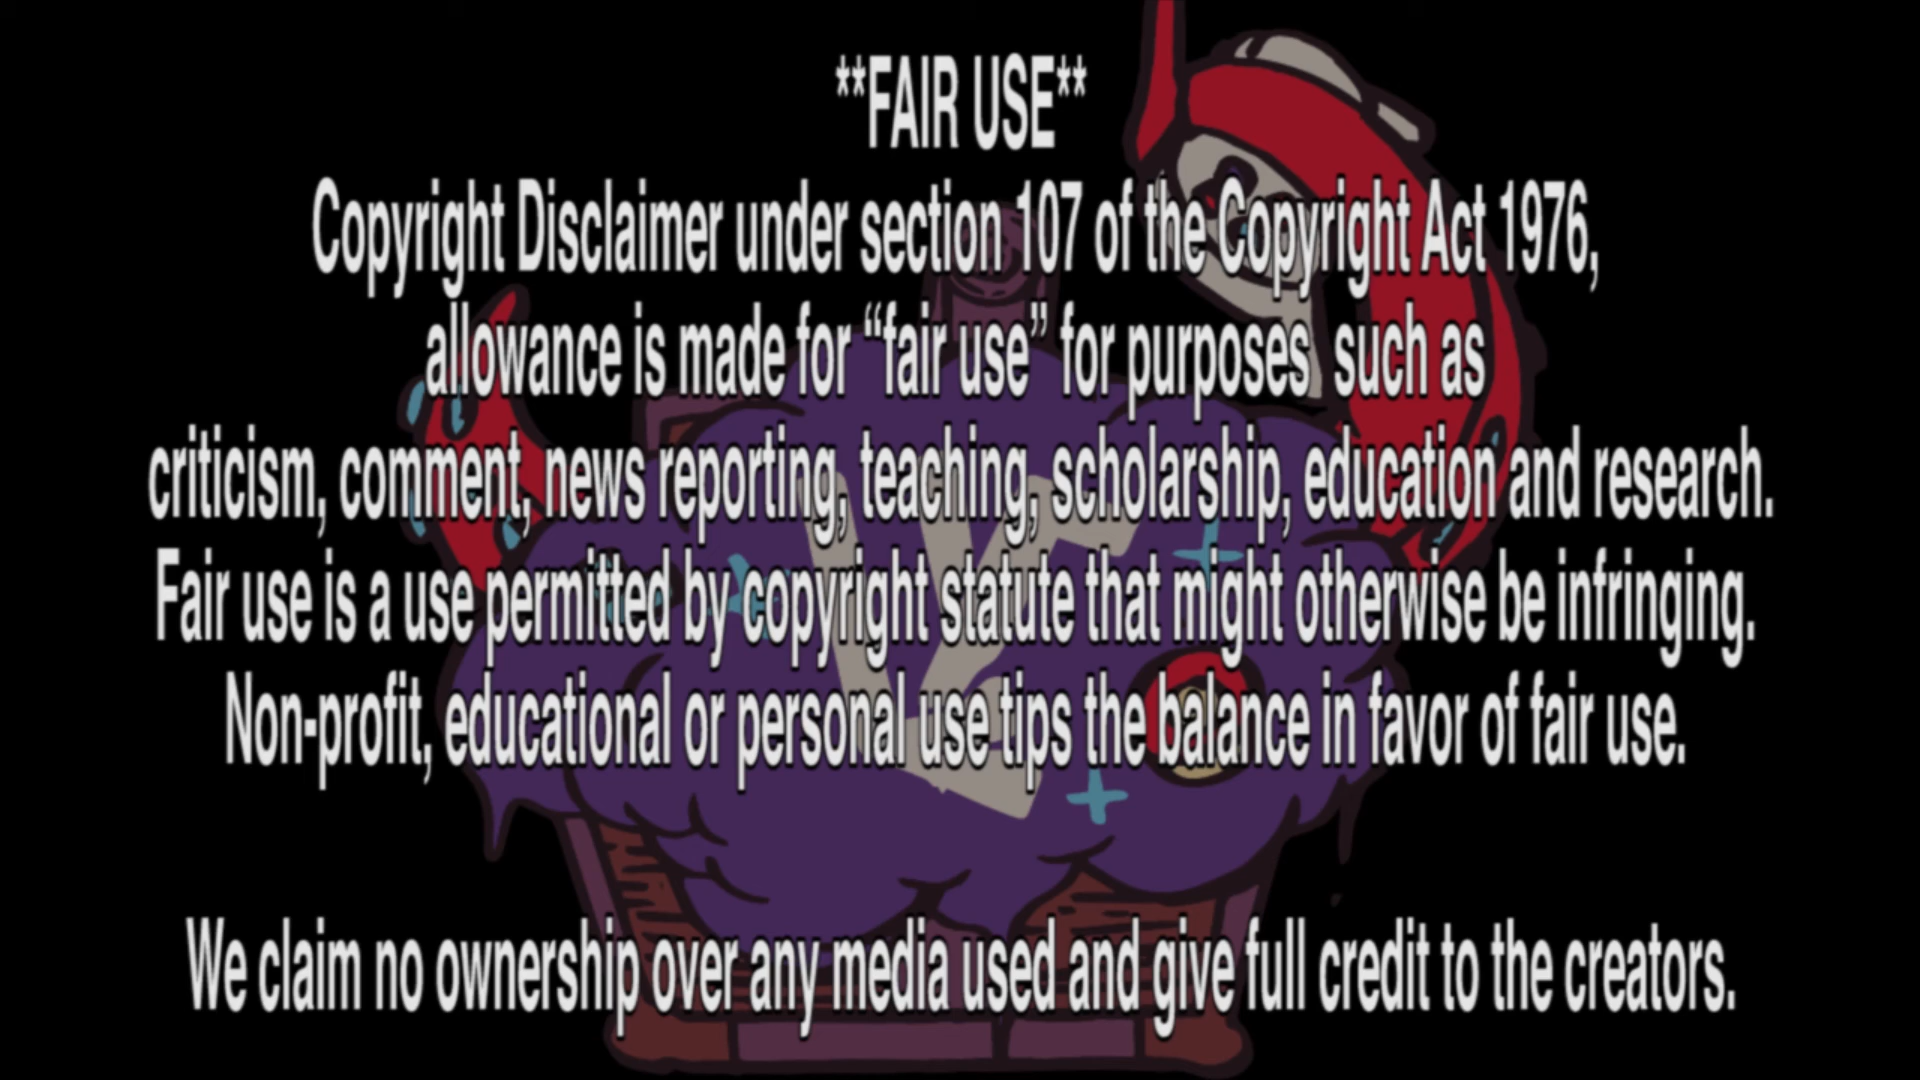 **FAIR USE**
Copyright Disclaimer under section 107 of the Copyright Act 1976,
allowance is made for “fair use” for purposes such as
criticism, comment, news reporting, teaching, scholarship, education and research.
Fair use is a use permitted by copyright statute that might otherwise be infringing.
Non-profit, educational or personal use tips the balance in favor of fair use.
We claim no ownership over any media used and give full credit to the creators.